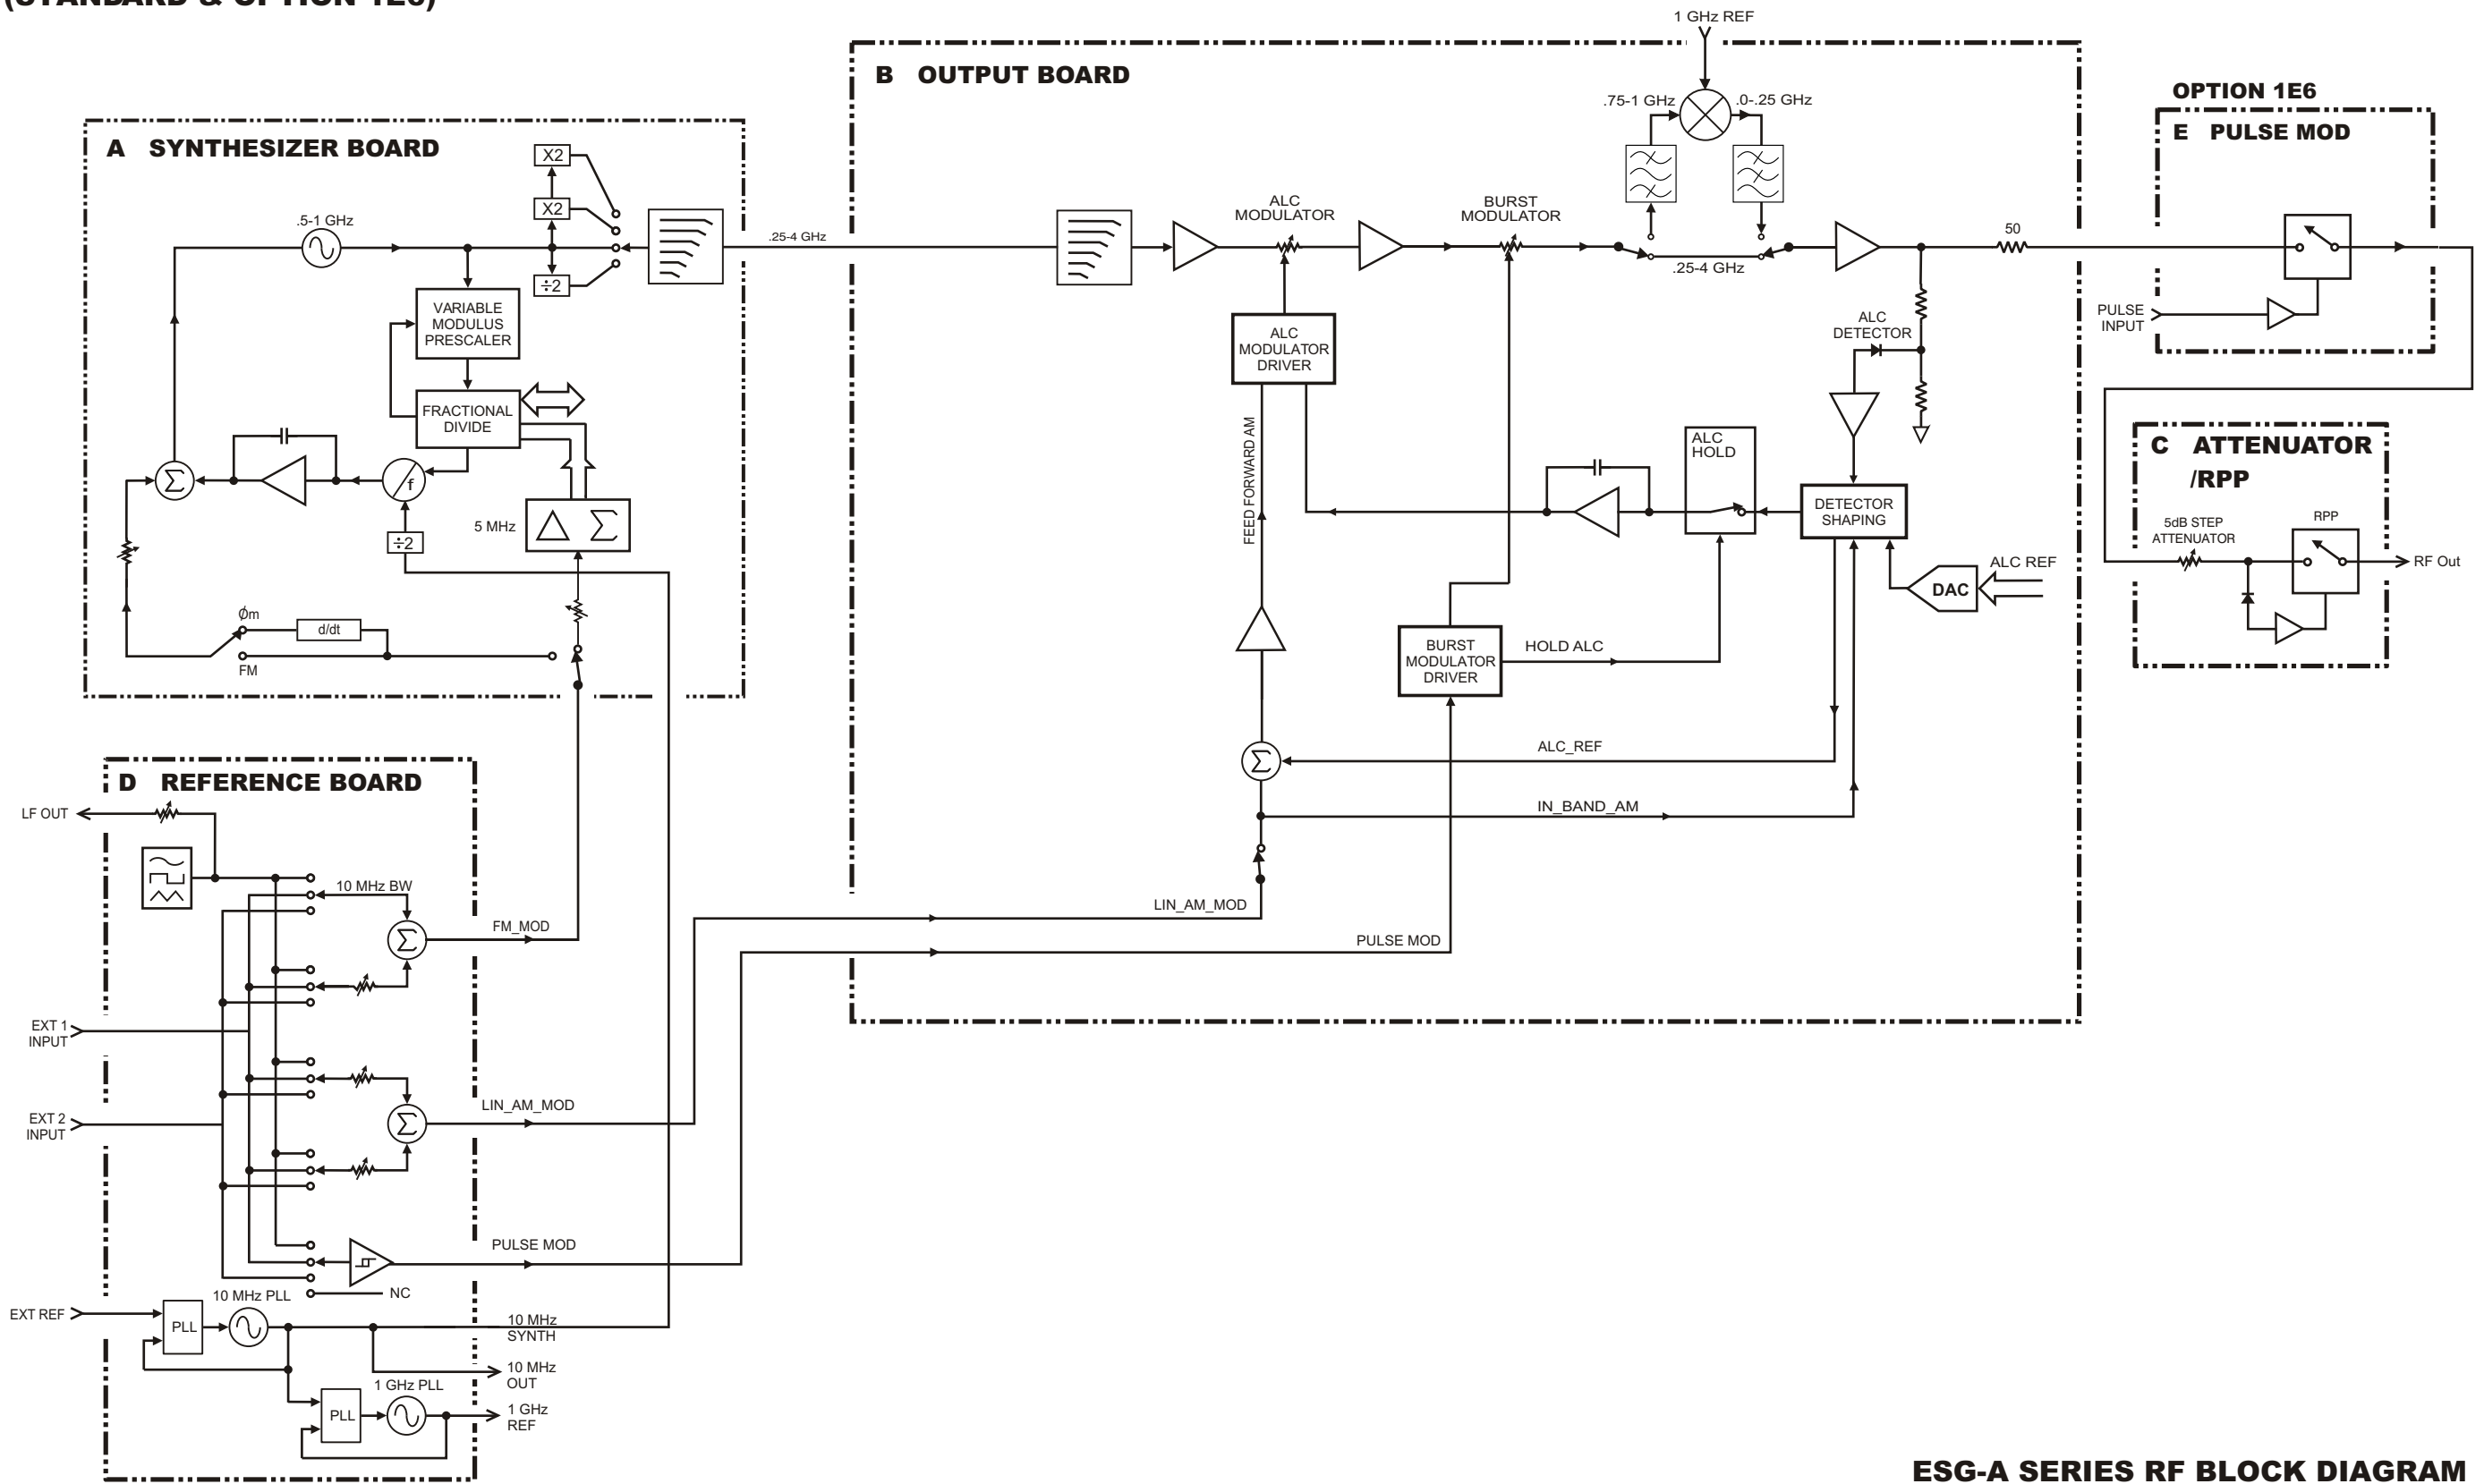 (STANDARD & OPTION 1E6)
1 GHz REF
B OUTPUT BOARD
.75-1 GHz
.0-.25 GHz
OPTION 1E6
E PULSE MOD
A SYNTHESIZER BOARD
X2
X2
÷2
.5-1 GHz
.25-4 GHz
ALC
MODULATOR
BURST
MODULATOR
.25-4 GHz
50
PULSE
INPUT
VARIABLE
MODULUS
PRESCALER
ALC
MODULATOR
DRIVER
ALC
DETECTOR
FRACTIONAL
DIVIDE
FEED FORWARD AM
ALC
HOLD
C ATTENUATOR
/RPP
Σ
f
5 MHz
Δ Σ
÷2
DETECTOR
SHAPING
5dB STEP
ATTENUATOR
RPP
RF Out
ALC REF
DAC
ϕm
d/dt
FM
BURST
MODULATOR
DRIVER
HOLD ALC
Σ
ALC_REF
IN_BAND_AM
D REFERENCE BOARD
LF OUT
10 MHz BW
Σ
FM_MOD
LIN_AM_MOD
PULSE MOD
EXT 1
INPUT
EXT 2
INPUT
Σ
LIN_AM_MOD
PULSE MOD
NC
EXT REF
PLL
10 MHz PLL
10 MHz
SYNTH
10 MHz
OUT
PLL
1 GHz PLL
1 GHz
REF
ESG-A SERIES RF BLOCK DIAGRAM